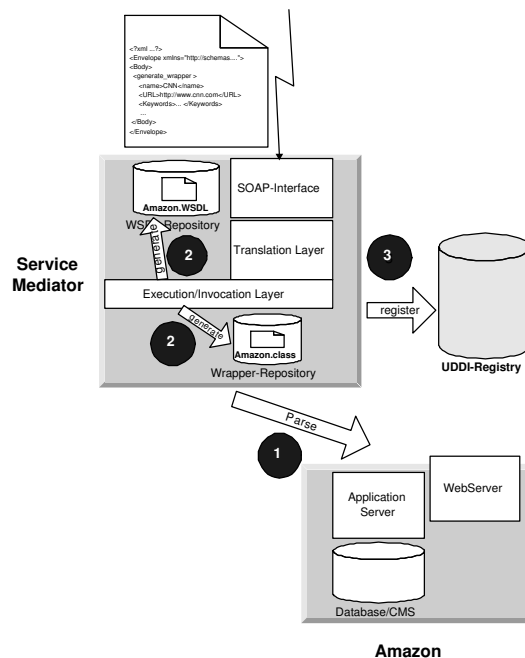 <?xml ...?>
<Envelope xmlns="http://schemas....">
<Body>
<generate_wrapper >
<name>CNN</name>
<URL>http://www.cnn.com</URL>
<Keywords>... </Keywords>
...
</Body>
</Envelope>
SOAP-Interface
Amazon.WSDL
WSDL-Repository
generate
2
Translation Layer
3
Service
Mediator
Execution/Invocation Layer
register
2
generate
Amazon.class
Wrapper-Repository
UDDI-Registry
Parse
1
WebServer
Application
Server
Database/CMS
Amazon